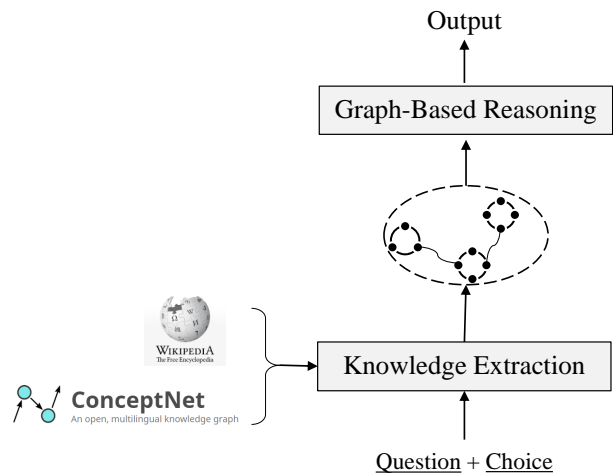 Output
Graph-Based Reasoning
WIKIPEDIA
The Free Encyclopedia
Knowledge Extraction
ConceptNet
An open, multilingual knowledge graph
Question + Choice